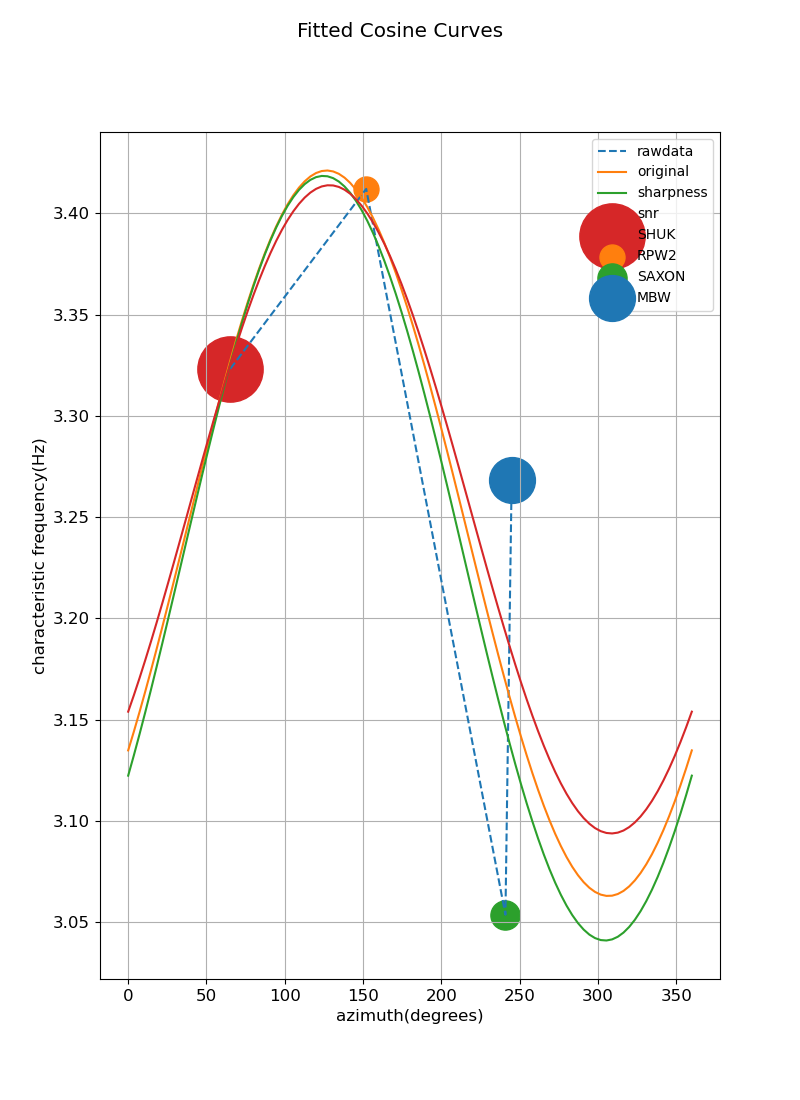 Fitted Cosine Curves
rawdata
original
sharpness
snr
SHUK
RPW2
SAXON
MBW
characteristic frequency(Hz)
3.40
3.35
3.30
3.25
3.20
3.15
3.10
3.05
0 50 100 150 200 250 300 350
azimuth(degrees)